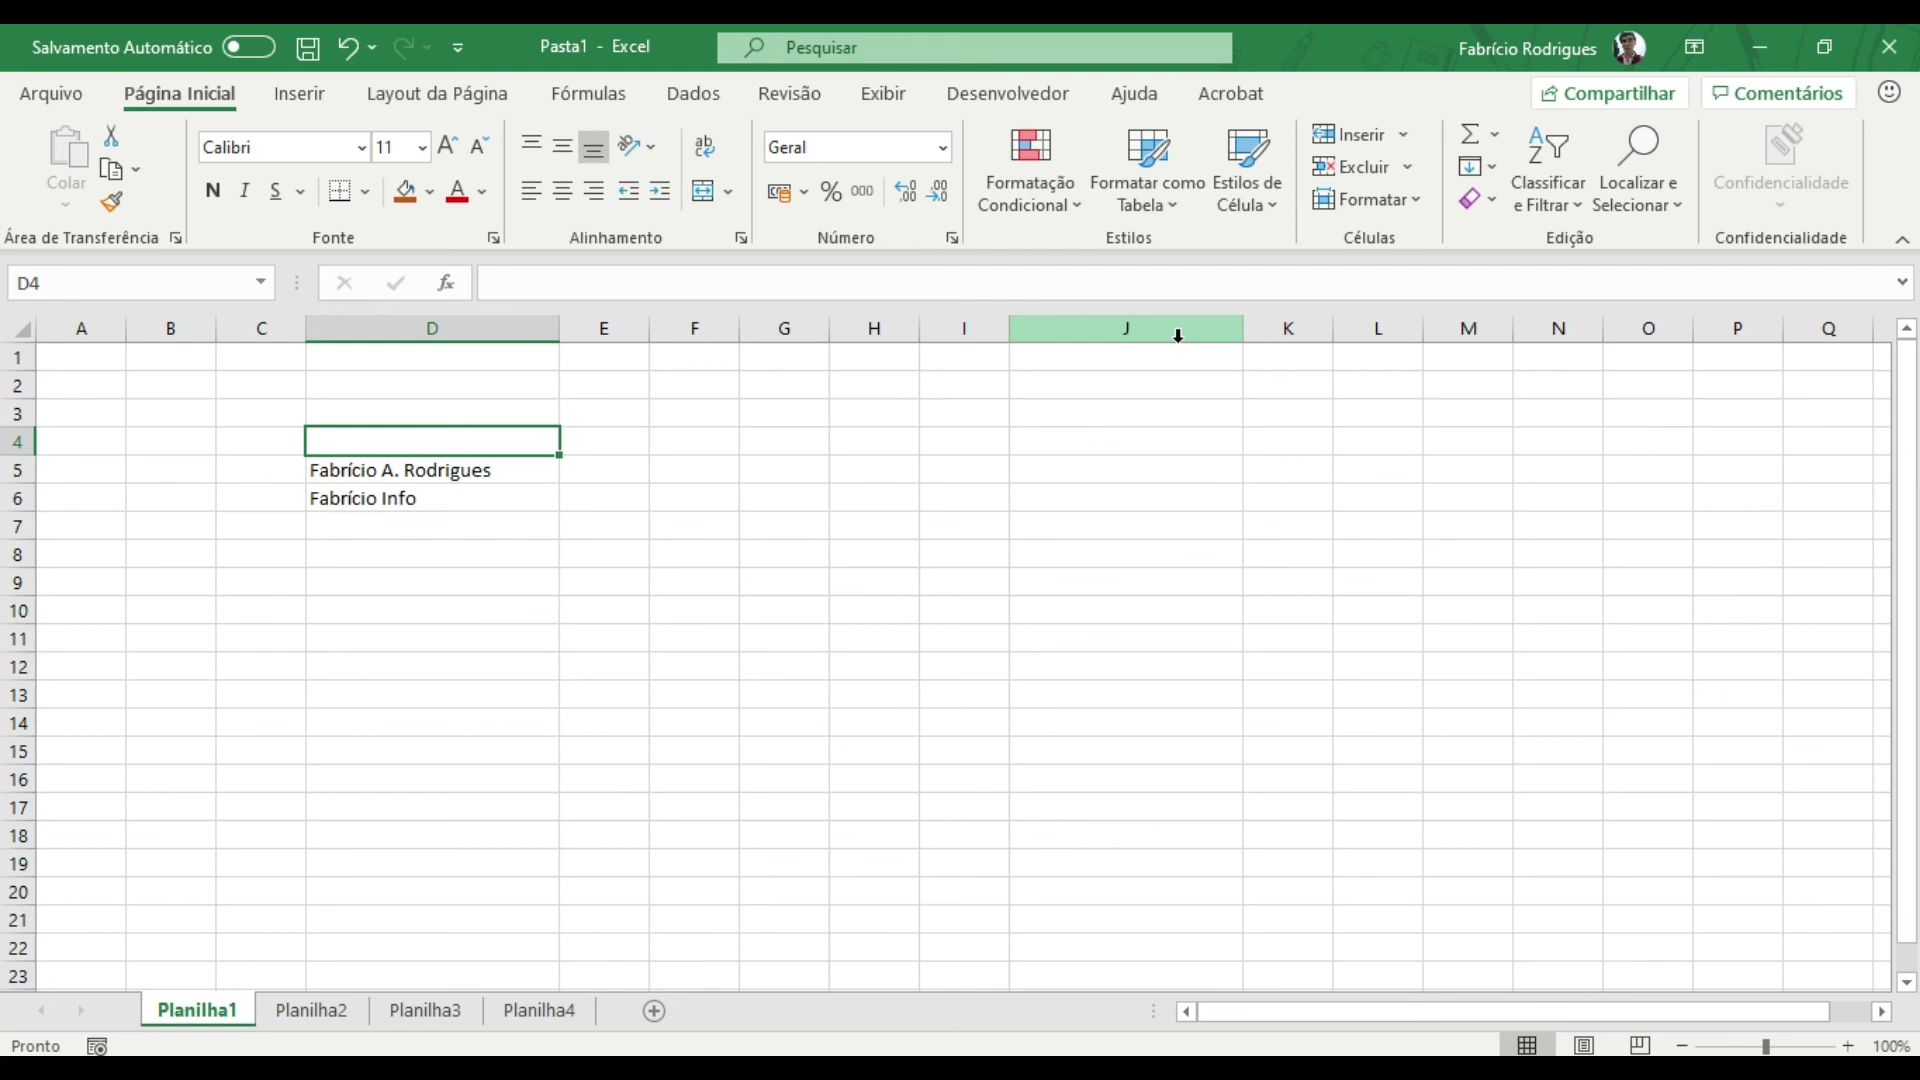 Salvamento Automático Pasta1 - Excel Pesquisar Fabrício Rodrigues
Arquivo Página Inicial Inserir Layout da Página Fórmulas Dados Revisão Exibir Desenvolvedor Ajuda Acrobat Compartilhar Comentários
Colar Calibri 11 Geral Inserir
N I S % 000 Formatação Formatar como Estilos de Excluir Classificar Localizar e Confidencialidade
Condicional Tabela Célula Formatar e Filtrar Selecionar
Área de Transferência Fonte Alinhamento Número Estilos Células Edição Confidencialidade
D4 fx
A B C D E F G H I J K L M N O P Q
1
2
3
4
5 Fabrício A. Rodrigues
6 Fabrício Info
7
8
9
10
11
12
13
14
15
16
17
18
19
20
21
22
23
Planilha1 Planilha2 Planilha3 Planilha4
Pronto 100%